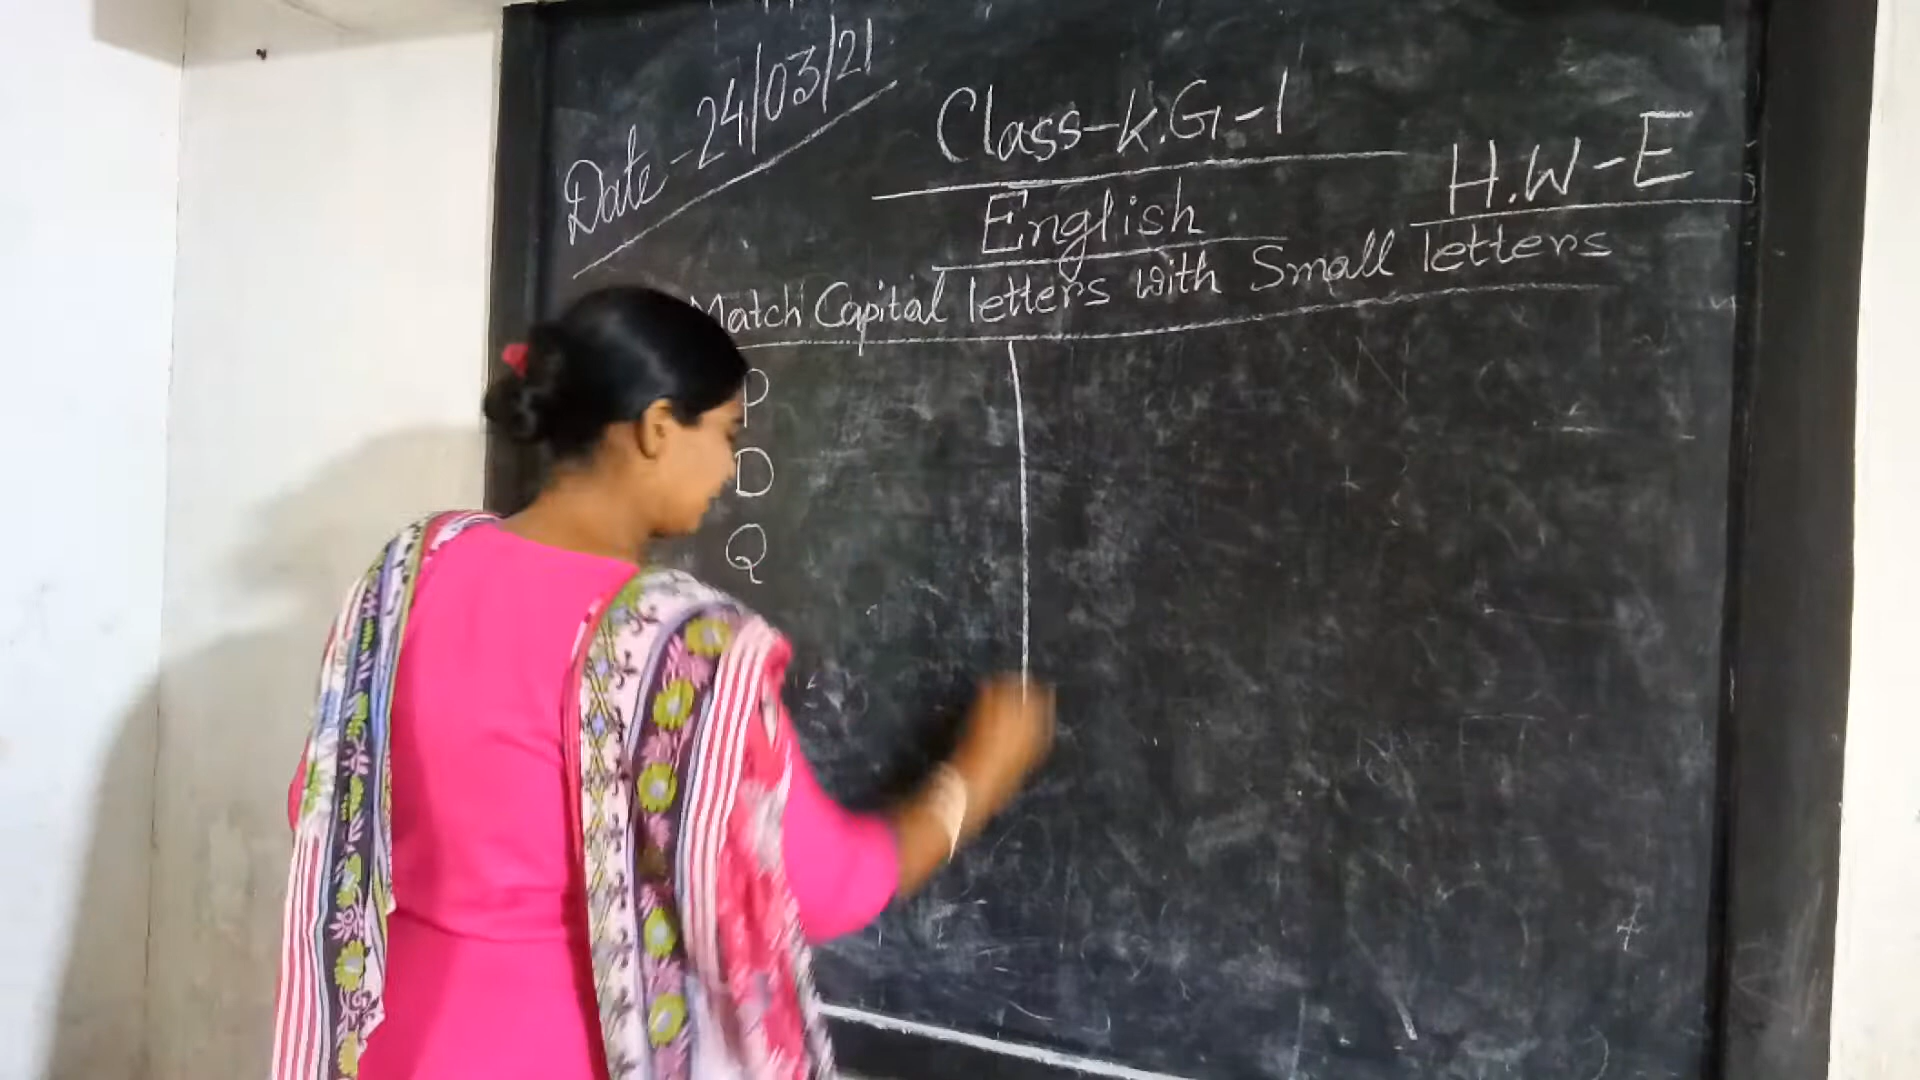 Date - 24/03/21
Class - K.G - 1
H.W - E
English
Match Capital letters with Small letters
P
D
Q